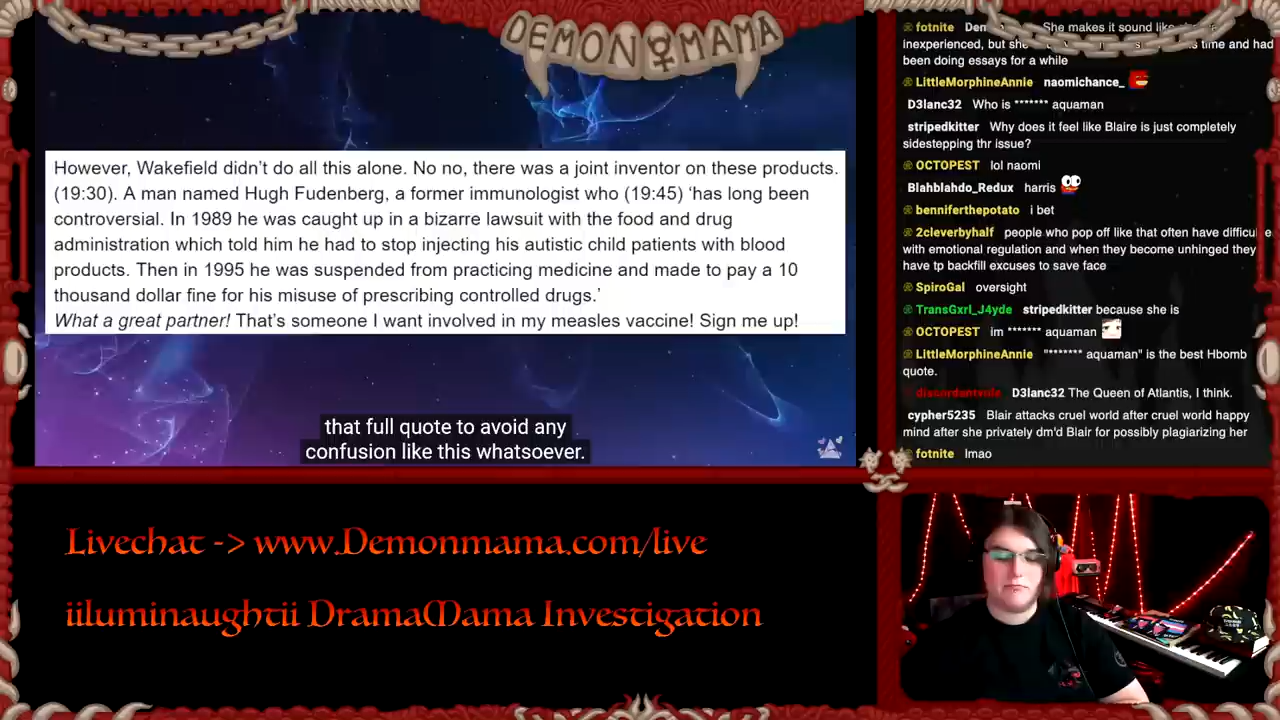 DEMON MAMA
However, Wakefield didn't do all this alone. No no, there was a joint inventor on these products.
(19:30). A man named Hugh Fudenberg, a former immunologist who (19:45) 'has long been
controversial. In 1989 he was caught up in a bizarre lawsuit with the food and drug
administration which told him he had to stop injecting his autistic child patients with blood
products. Then in 1995 he was suspended from practicing medicine and made to pay a 10
thousand dollar fine for his misuse of prescribing controlled drugs.'
What a great partner! That's someone I want involved in my measles vaccine! Sign me up!
that full quote to avoid any
confusion like this whatsoever.
fotnite She makes it sound like
inexperienced, but she time and had
been doing essays for a while
LittleMorphineAnnie naomichance_
D3lanc32 Who is ******* aquaman
stripedkitter Why does it feel like Blaire is just completely
sidestepping thr issue?
OCTOPEST lol naomi
Blahblahdo_Redux harris
benniferthepotato i bet
2cleverbyhalf people who pop off like that often have difficu e
with emotional regulation and when they become unhinged they
have tp backfill excuses to save face
SpiroGal oversight
TransGxrl_J4yde stripedkitter because she is
OCTOPEST im ******* aquaman
LittleMorphineAnnie "******* aquaman" is the best Hbomb
quote.
D3lanc32 The Queen of Atlantis, I think.
cypher5235 Blair attacks cruel world after cruel world happy
mind after she privately dm'd Blair for possibly plagiarizing her
fotnite lmao
Livechat -> www.Demonmama.com/live
iiluminaughtii DramaMama Investigation